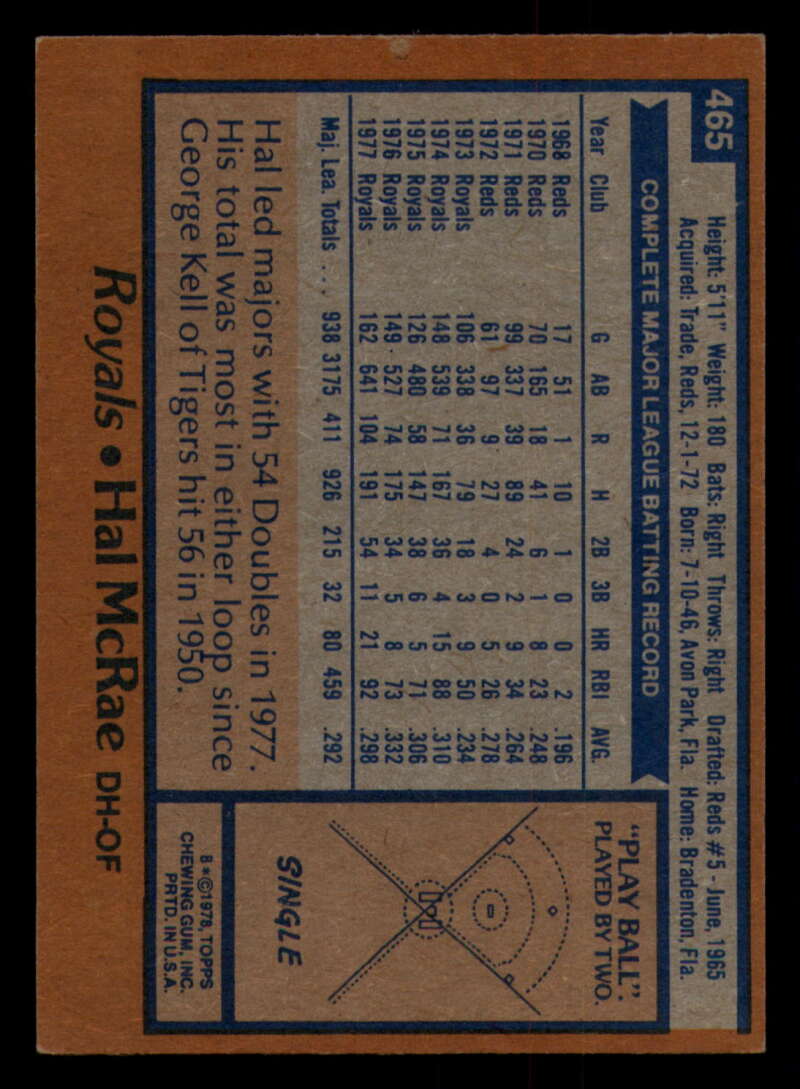 465
Height: 5'11" Weight: 180 Bats: Right Throws: Right Drafted: Reds #5 - June, 1965
Acquired: Trade, Reds, 12-1-72 Born: 7-10-46, Avon Park, Fla. Home: Bradenton, Fla.
COMPLETE MAJOR LEAGUE BATTING RECORD
Year Club G AB R H 2B 3B HR RBI AVG.
1968 Reds 17 51 1 10 1 0 0 2 .196
1970 Reds 70 165 18 41 6 1 8 23 .248
1971 Reds 99 337 39 89 24 2 9 34 .264
1972 Reds 61 97 9 27 4 0 5 26 .278
1973 Royals 106 338 36 79 18 3 9 50 .234
1974 Royals 148 539 71 167 36 4 15 88 .310
1975 Royals 126 480 58 147 38 6 5 71 .306
1976 Royals 149 527 74 175 34 5 8 73 .332
1977 Royals 162 641 104 191 54 11 21 92 .298
Maj. Lea. Totals ... 938 3175 411 926 215 32 80 459 .292
Hal led majors with 54 Doubles in 1977.
His total was most in either loop since
George Kell of Tigers hit 56 in 1950.
"PLAY BALL":
PLAYED BY TWO.
SINGLE
8*©1978, TOPPS
CHEWING GUM, INC.
PRTD. IN U.S.A.
Royals • Hal McRae DH-OF